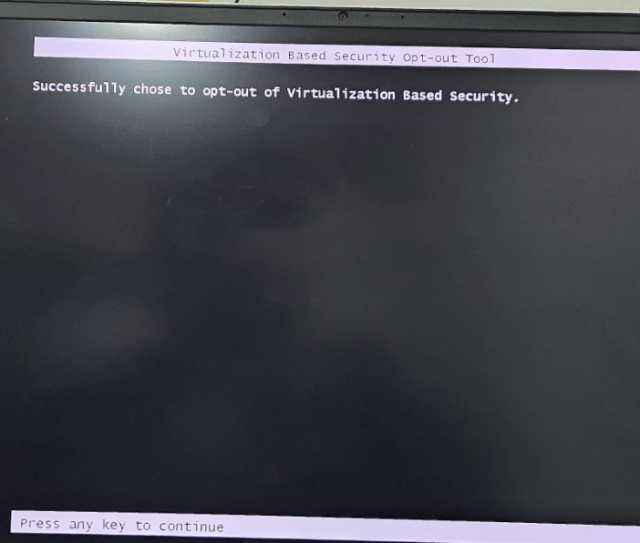 Virtualization Based Security Opt-out Tool
Successfully chose to opt-out of Virtualization Based Security.
Press any key to continue